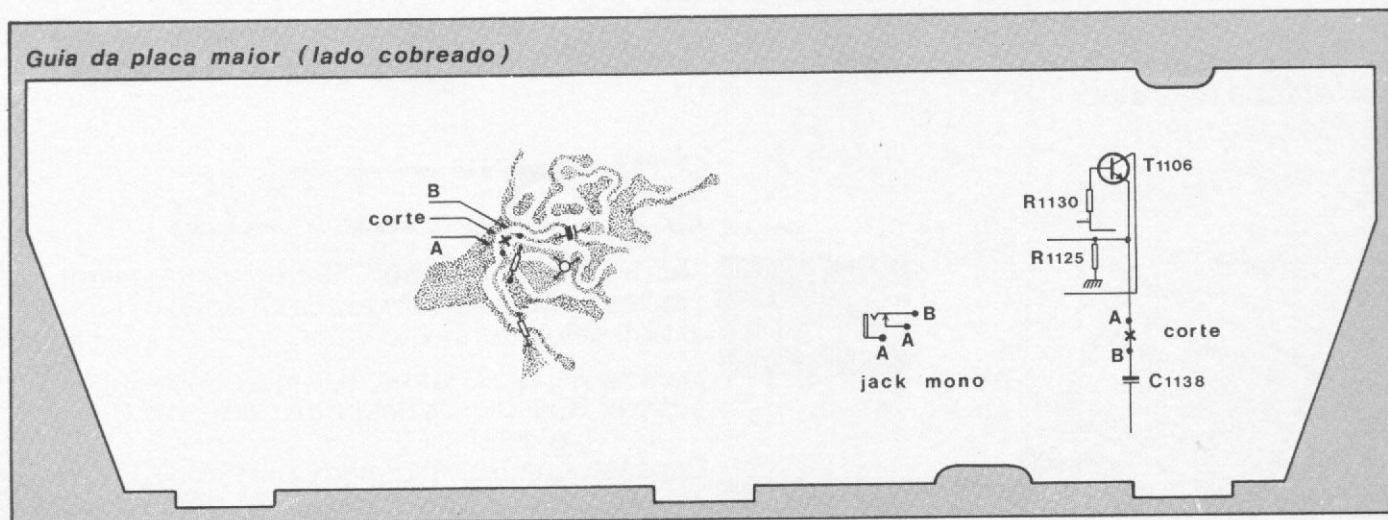 Guia da placa maior (lado cobreado)
B
corte
A
B
A
A
jack mono
T1106
R1130
R1125
A
corte
B
C1138